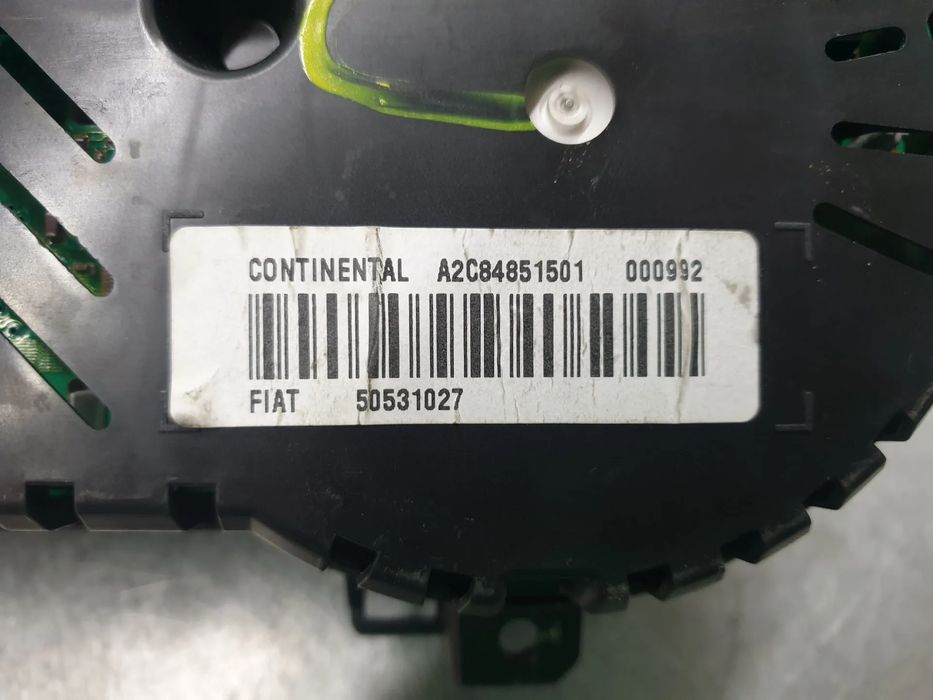 CONTINENTAL A2C84851501 000992
FIAT 50531027